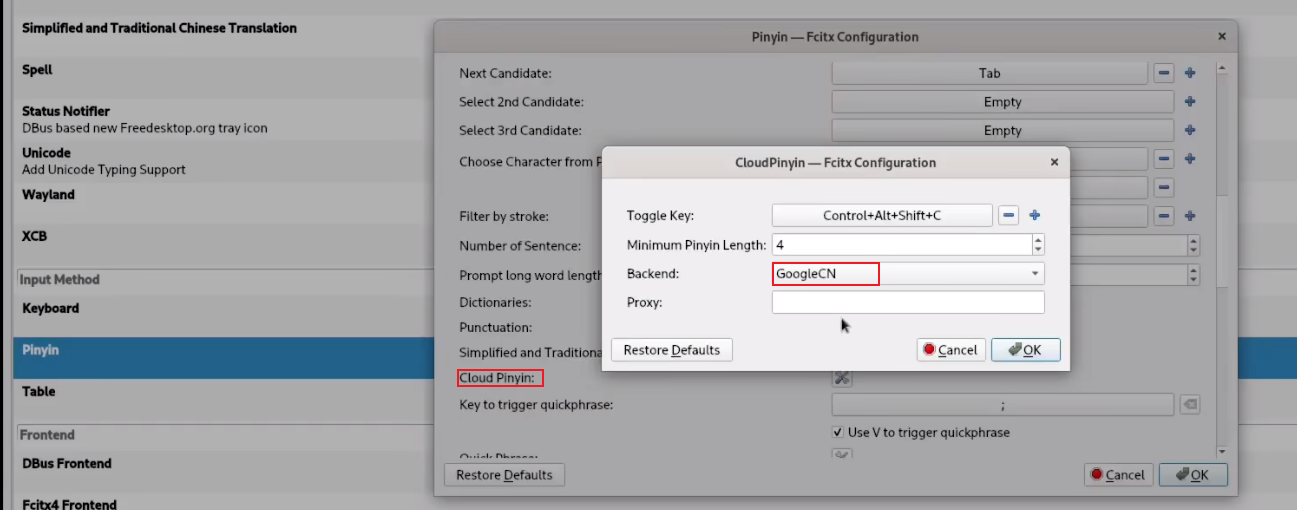 Simplified and Traditional Chinese Translation
Spell
Status Notifier
DBus based new Freedesktop.org tray icon
Unicode
Add Unicode Typing Support
Wayland
XCB
Input Method
Keyboard
Pinyin
Table
Frontend
DBus Frontend
Fcitx4 Frontend
Pinyin — Fcitx Configuration
Next Candidate: Tab
Select 2nd Candidate: Empty
Select 3rd Candidate: Empty
Choose Character from P
Filter by stroke:
Number of Sentence:
Prompt long word length
Dictionaries:
Punctuation:
Simplified and Traditiona
Cloud Pinyin:
Key to trigger quickphrase: ;
Use V to trigger quickphrase
Quick Phrase:
Restore Defaults Cancel OK
CloudPinyin — Fcitx Configuration
Toggle Key: Control+Alt+Shift+C
Minimum Pinyin Length: 4
Backend: GoogleCN
Proxy:
Restore Defaults Cancel OK